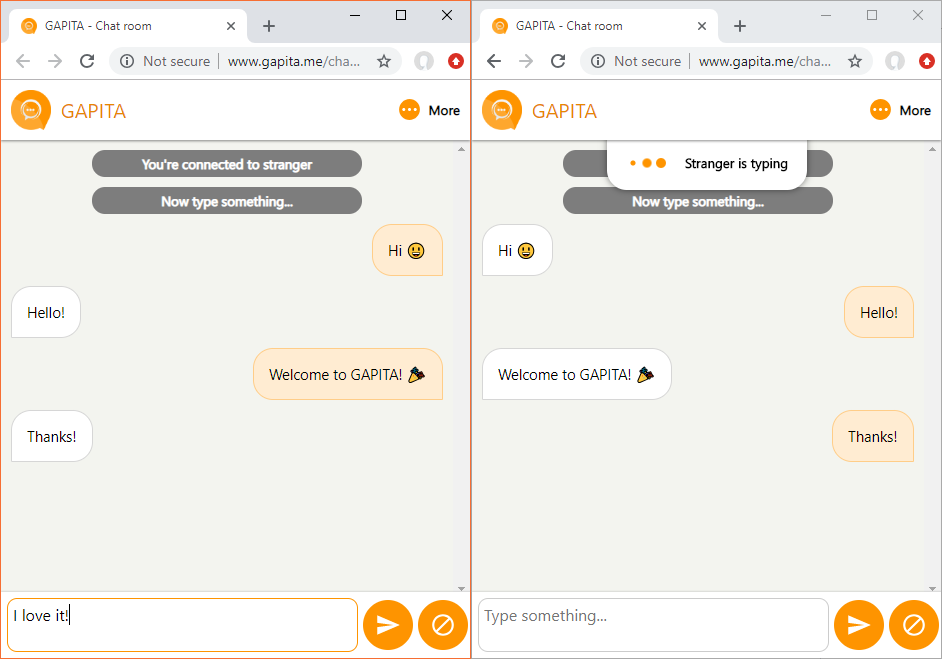 GAPITA - Chat room
Not secure
www.gapita.me/cha...
GAPITA
More
You're connected to stranger
Now type something...
Hi 😃
Hello!
Welcome to GAPITA! 🎉
Thanks!
I love it!
GAPITA - Chat room
Not secure
www.gapita.me/cha...
GAPITA
More
Stranger is typing
Now type something...
Hi 😃
Hello!
Welcome to GAPITA! 🎉
Thanks!
Type something...